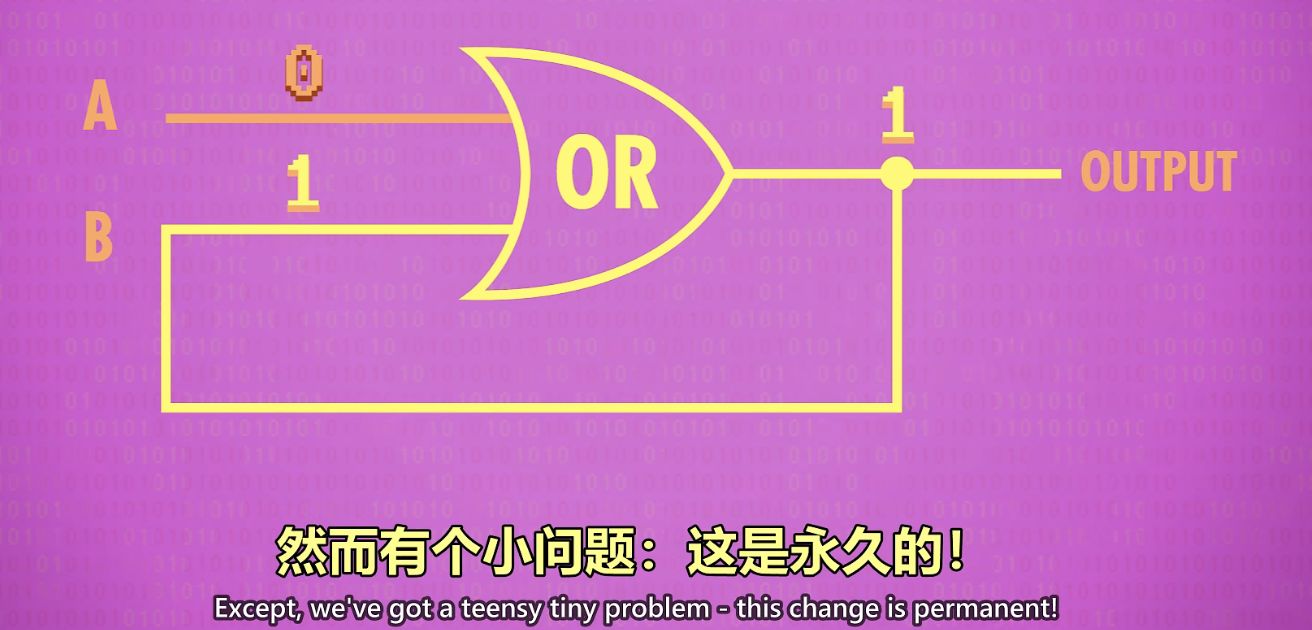 0
A
1
1
OR
OUTPUT
B
然而有个小问题：这是永久的！
Except, we've got a teensy tiny problem - this change is permanent!